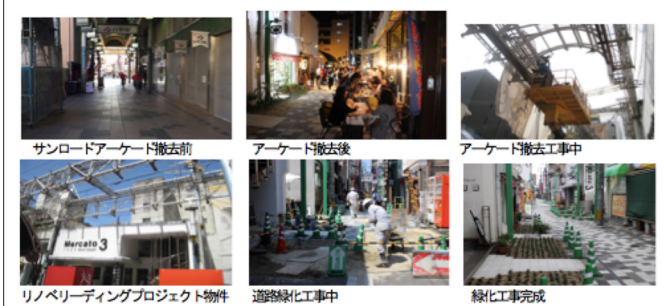 サンロードアーケード撤去前
アーケード撤去後
アーケード撤去工事中
Mercato 3
リノベリーディングプロジェクト物件
道路緑化工事中
緑化工事完成